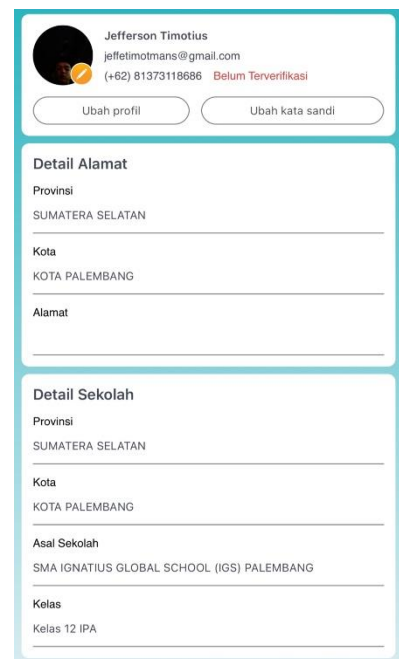 Jefferson Timotius
jeffetimotmans@gmail.com
(+62) 81373118686 Belum Terverifikasi
Ubah profil Ubah kata sandi
Detail Alamat
Provinsi
SUMATERA SELATAN
Kota
KOTA PALEMBANG
Alamat
Detail Sekolah
Provinsi
SUMATERA SELATAN
Kota
KOTA PALEMBANG
Asal Sekolah
SMA IGNATIUS GLOBAL SCHOOL (IGS) PALEMBANG
Kelas
Kelas 12 IPA